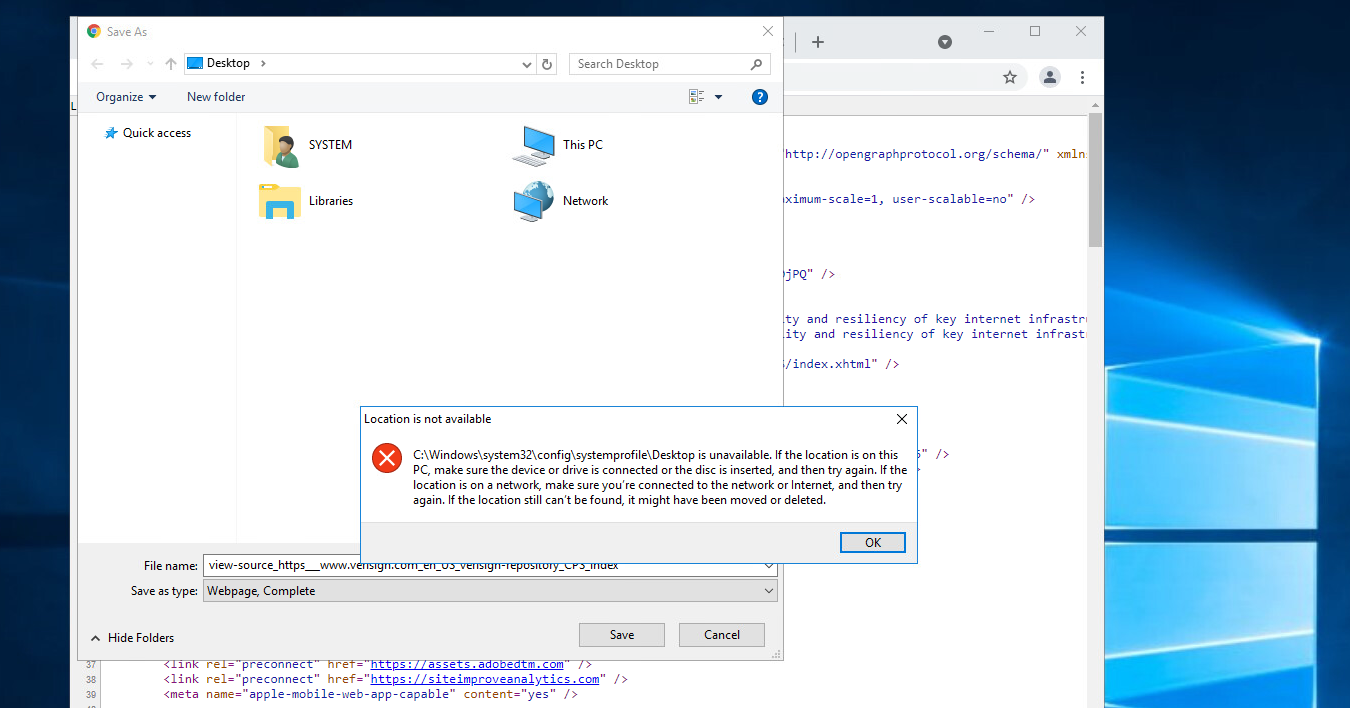 Save As
Desktop
Search Desktop
Organize
New folder
?
Quick access
SYSTEM
This PC
Libraries
Network
L
"http://opengraphprotocol.org/schema/" xmln
ximum-scale=1, user-scalable=no" />
jPQ" />
ity and resiliency of key internet infrastru
lity and resiliency of key internet infrastr
/index.xhtml" />
" />
Location is not available
C:\Windows\system32\config\systemprofile\Desktop is unavailable. If the location is on this
PC, make sure the device or drive is connected or the disc is inserted, and then try again. If the
location is on a network, make sure you're connected to the network or Internet, and then try
again. If the location still can't be found, it might have been moved or deleted.
OK
File name: view-source_https___www.verisign.com_en_US_verisign-repository_CPS_index
Save as type: Webpage, Complete
Hide Folders
Save
Cancel
37 <link rel="preconnect" href="https://assets.adobedtm.com" />
38 <link rel="preconnect" href="https://siteimproveanalytics.com" />
39 <meta name="apple-mobile-web-app-capable" content="yes" />